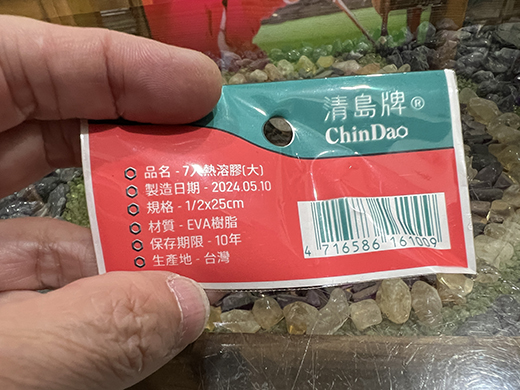 清島牌®
ChinDao
品名 - 7入熱溶膠(大)
製造日期 - 2024.05.10
規格 - 1/2x25cm
材質 - EVA樹脂
保存期限 - 10年
生產地 - 台灣
4 716586 161009